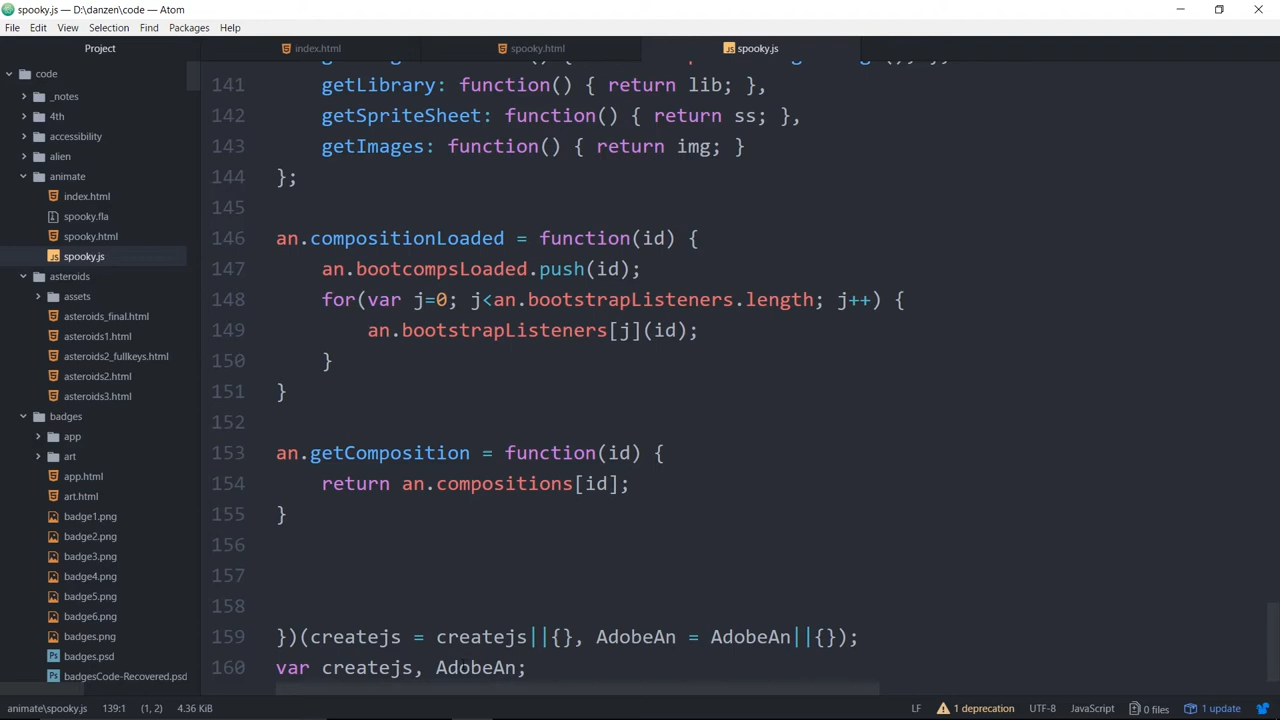 spooky.js — D:\danzen\code — Atom
File Edit View Selection Find Packages Help
Project
index.html
spooky.html
spooky.js
code
_notes
4th
accessibility
alien
animate
index.html
spooky.fla
spooky.html
spooky.js
asteroids
assets
asteroids_final.html
asteroids1.html
asteroids2_fullkeys.html
asteroids2.html
asteroids3.html
badges
app
art
app.html
art.html
badge1.png
badge2.png
badge3.png
badge4.png
badge5.png
badge6.png
badges.png
badges.psd
badgesCode-Recovered.psd
141 getLibrary: function() { return lib; },
142 getSpriteSheet: function() { return ss; },
143 getImages: function() { return img; }
144 };
145
146 an.compositionLoaded = function(id) {
147 an.bootcompsLoaded.push(id);
148 for(var j=0; j<an.bootstrapListeners.length; j++) {
149 an.bootstrapListeners[j](id);
150 }
151 }
152
153 an.getComposition = function(id) {
154 return an.compositions[id];
155 }
156
157
158
159 })(createjs = createjs||{}, AdobeAn = AdobeAn||{});
160 var createjs, AdobeAn;
animate\spooky.js 139:1 (1, 2) 4.36 KiB LF 1 deprecation UTF-8 JavaScript 0 files 1 update